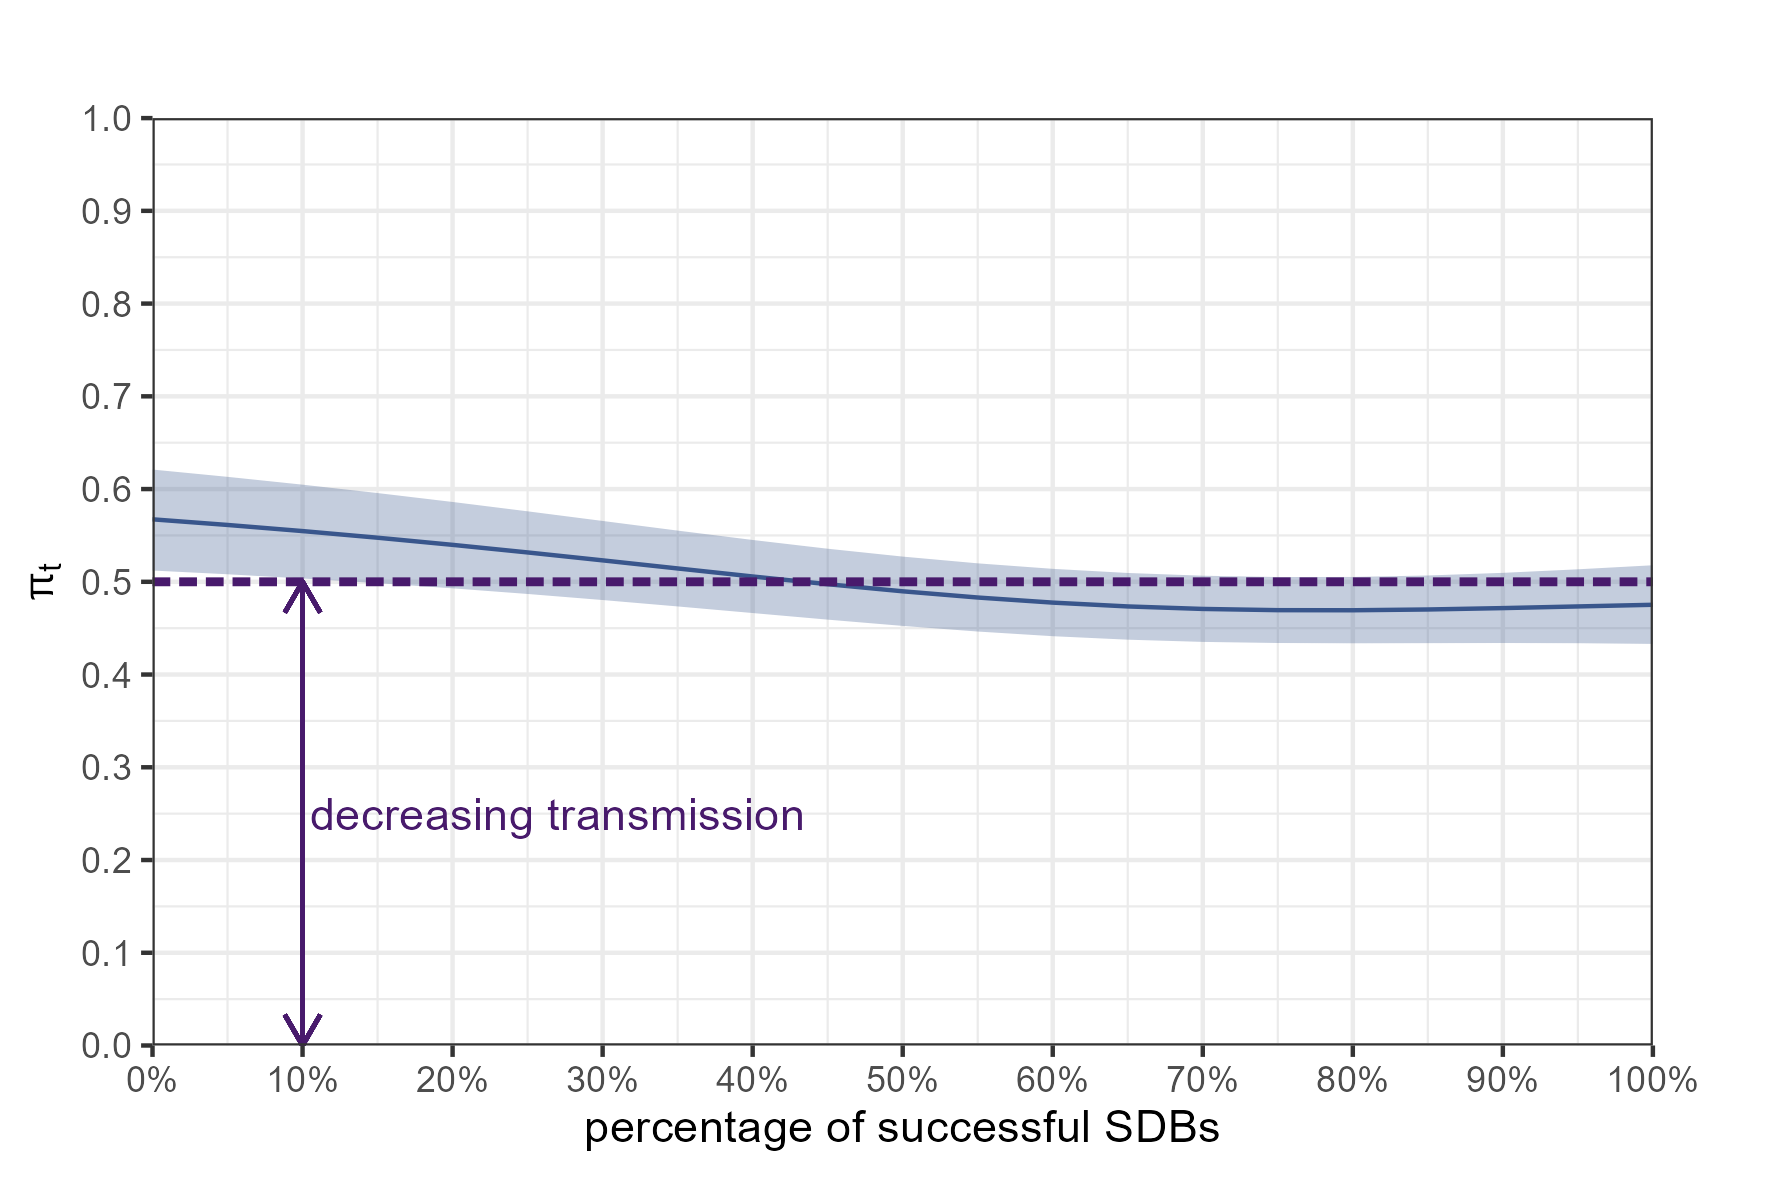 1.0
0.9
0.8
0.7
0.6
0.5
0.4
0.3
0.2
0.1
0.0
πt
decreasing transmission
0% 10% 20% 30% 40% 50% 60% 70% 80% 90% 100%
percentage of successful SDBs